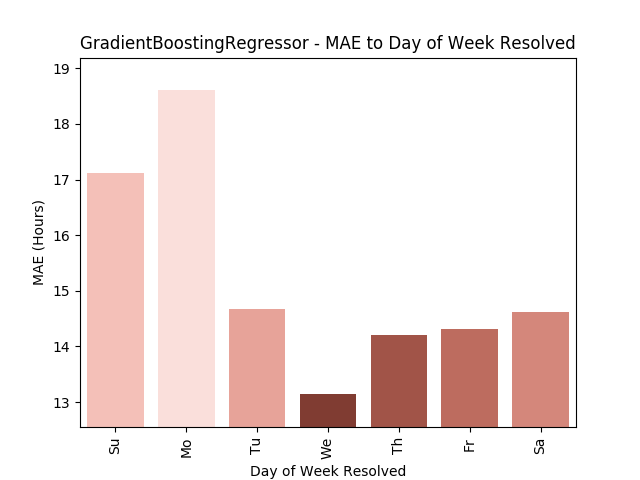 GradientBoostingRegressor - MAE to Day of Week Resolved
19
18
17
16
15
14
13
MAE (Hours)
Su
Mo
Tu
We
Th
Fr
Sa
Day of Week Resolved